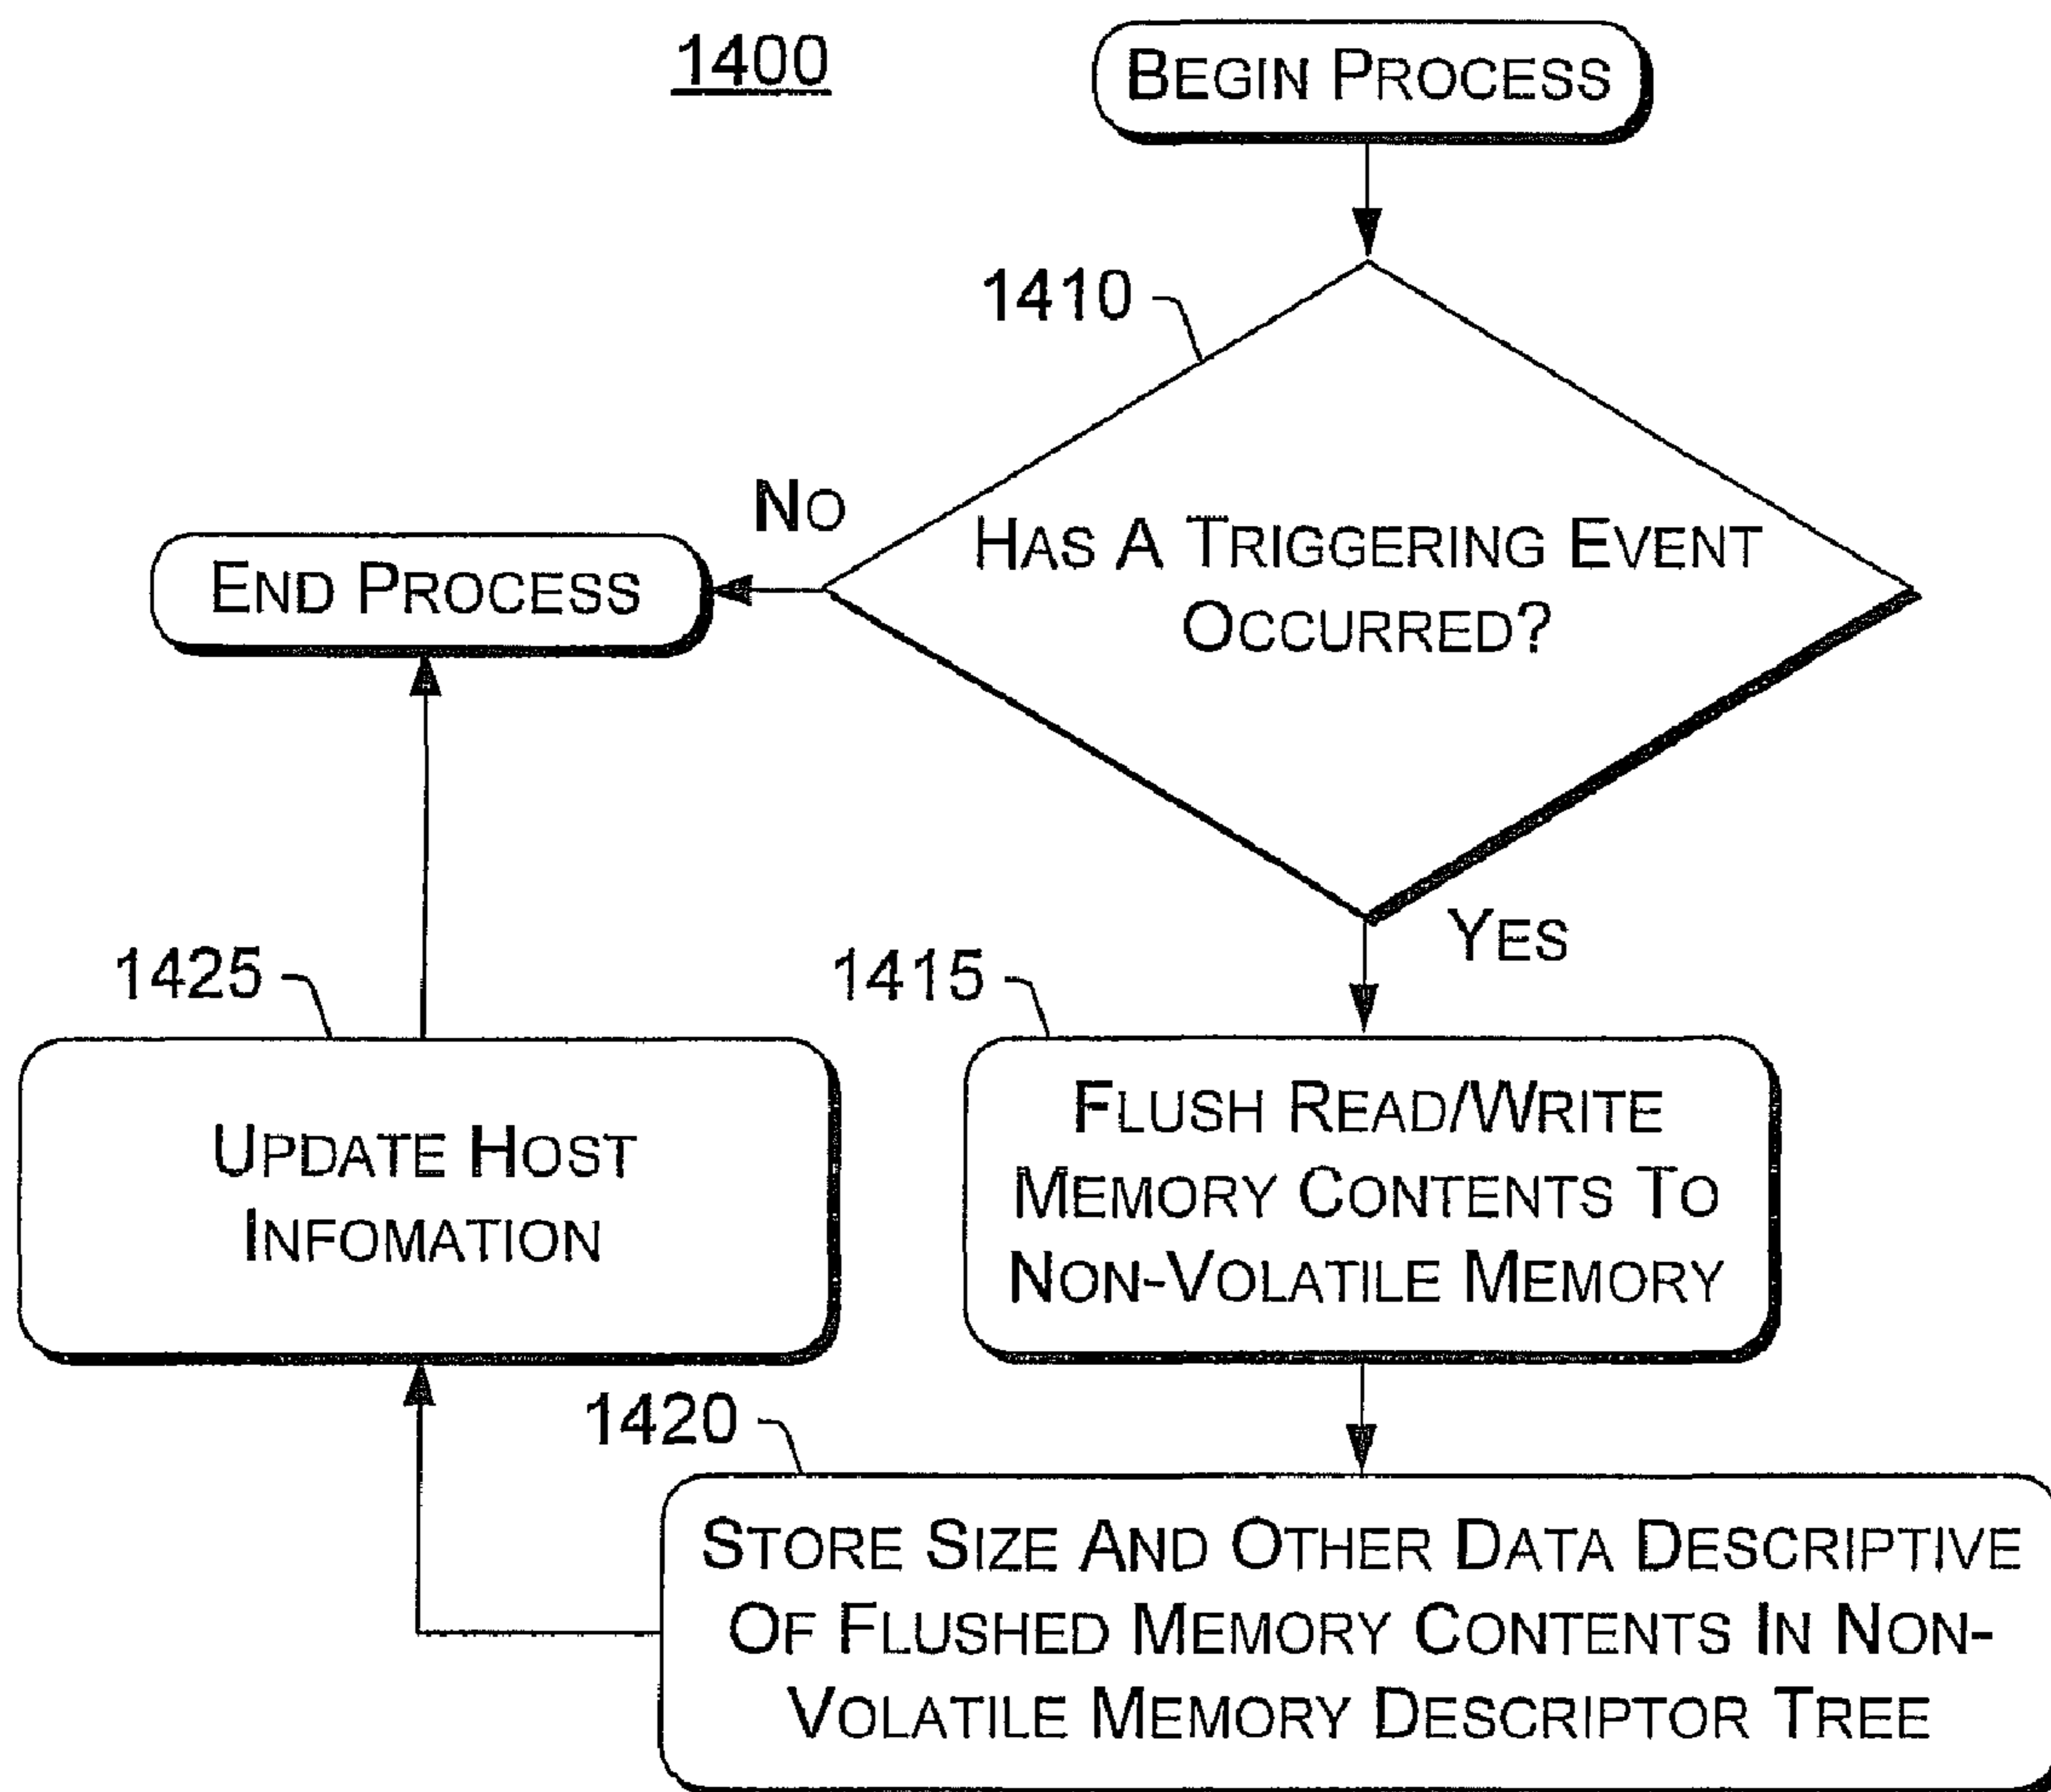 1400
BEGIN PROCESS
1410
HAS A TRIGGERING EVENT
OCCURRED?
NO
END PROCESS
YES
1415
FLUSH READ/WRITE
MEMORY CONTENTS TO
NON-VOLATILE MEMORY
1420
STORE SIZE AND OTHER DATA DESCRIPTIVE
OF FLUSHED MEMORY CONTENTS IN NON-
VOLATILE MEMORY DESCRIPTOR TREE
1425
UPDATE HOST
INFOMATION